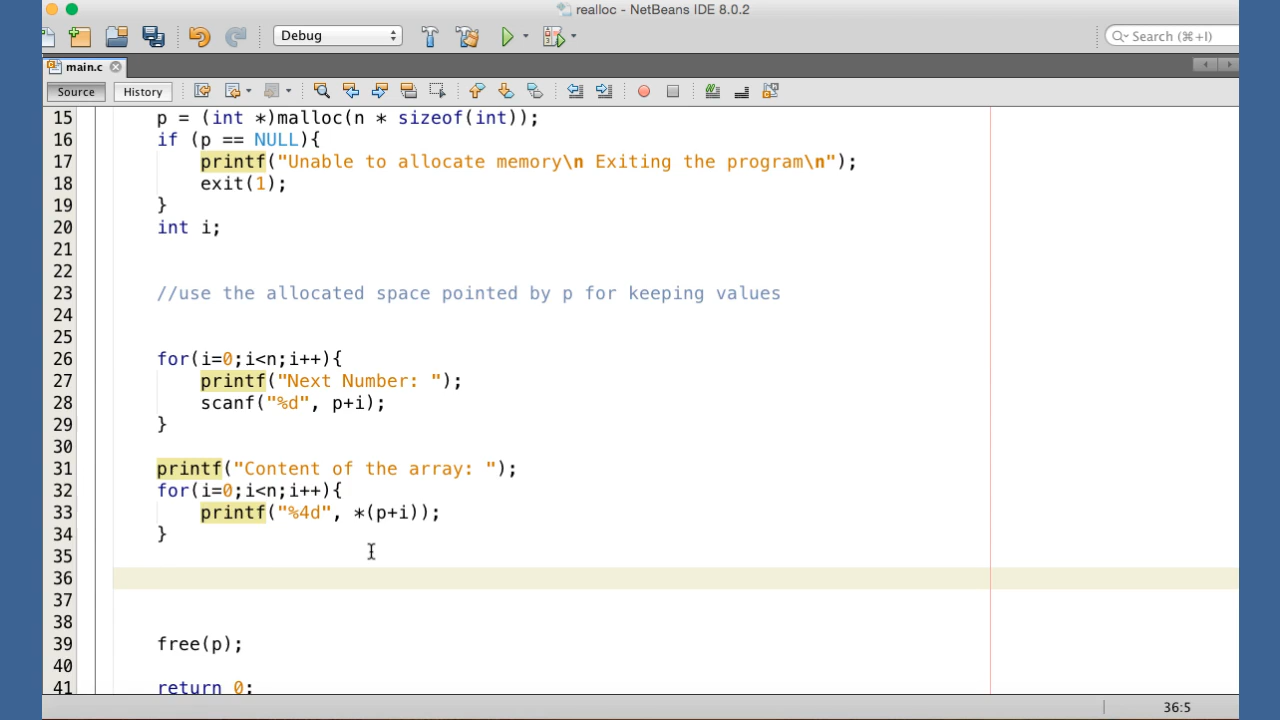 realloc - NetBeans IDE 8.0.2
Debug
Search (⌘+I)
main.c
Source History
15 p = (int *)malloc(n * sizeof(int));
16 if (p == NULL){
17 printf("Unable to allocate memory\n Exiting the program\n");
18 exit(1);
19 }
20 int i;
21
22
23 //use the allocated space pointed by p for keeping values
24
25
26 for(i=0;i<n;i++){
27 printf("Next Number: ");
28 scanf("%d", p+i);
29 }
30
31 printf("Content of the array: ");
32 for(i=0;i<n;i++){
33 printf("%4d", *(p+i));
34 }
35
36
37
38
39 free(p);
40
41 return 0;
36:5